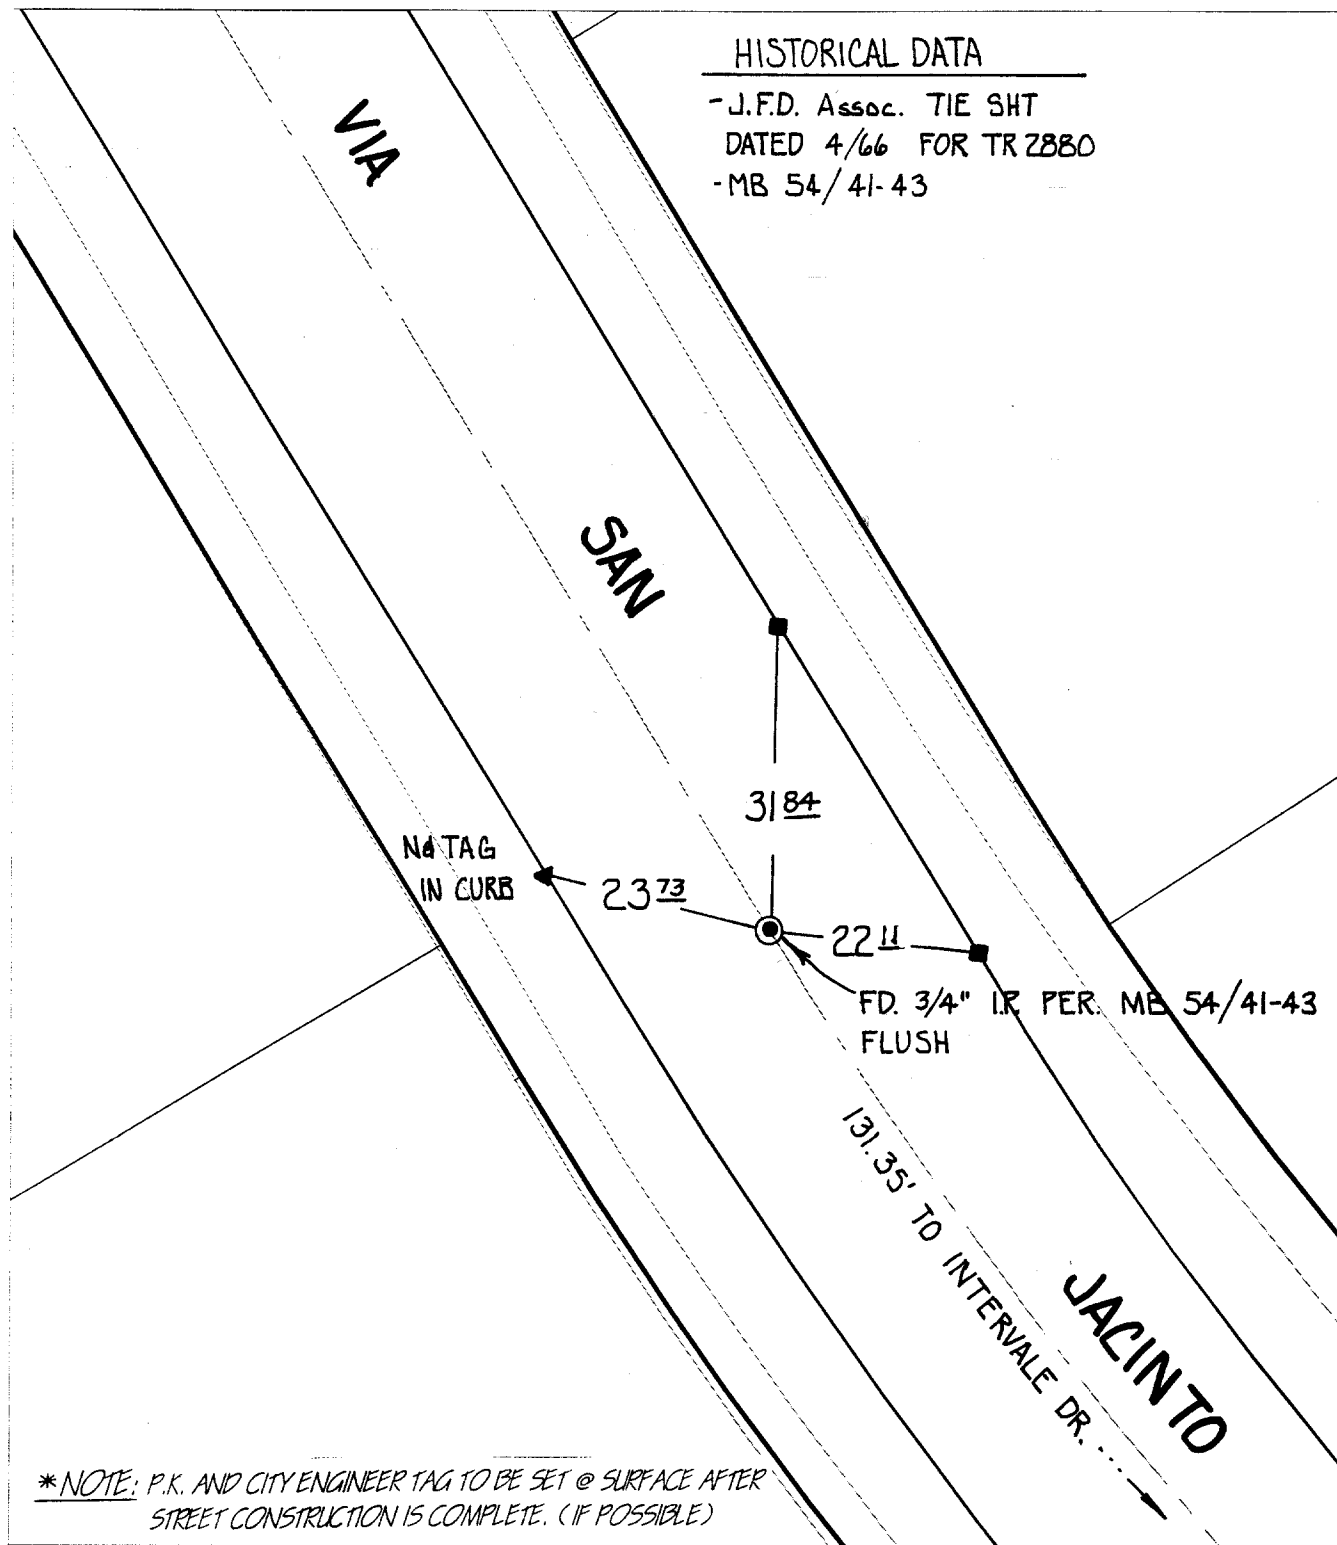 HISTORICAL DATA
-J.F.D. Assoc. TIE SHT
DATED 4/66 FOR TR 2880
-MB 54/41-43
VIA
SAN
31 84
TAG
IN CURB
23 73
22 11
FD. 3/4" I.P. PER. MB 54/41-43
FLUSH
131.35' TO INTERVALE DR....
JACINTO
*NOTE: P.K. AND CITY ENGINEER TAG TO BE SET @ SURFACE AFTER
STREET CONSTRUCTION IS COMPLETE. (IF POSSIBLE)